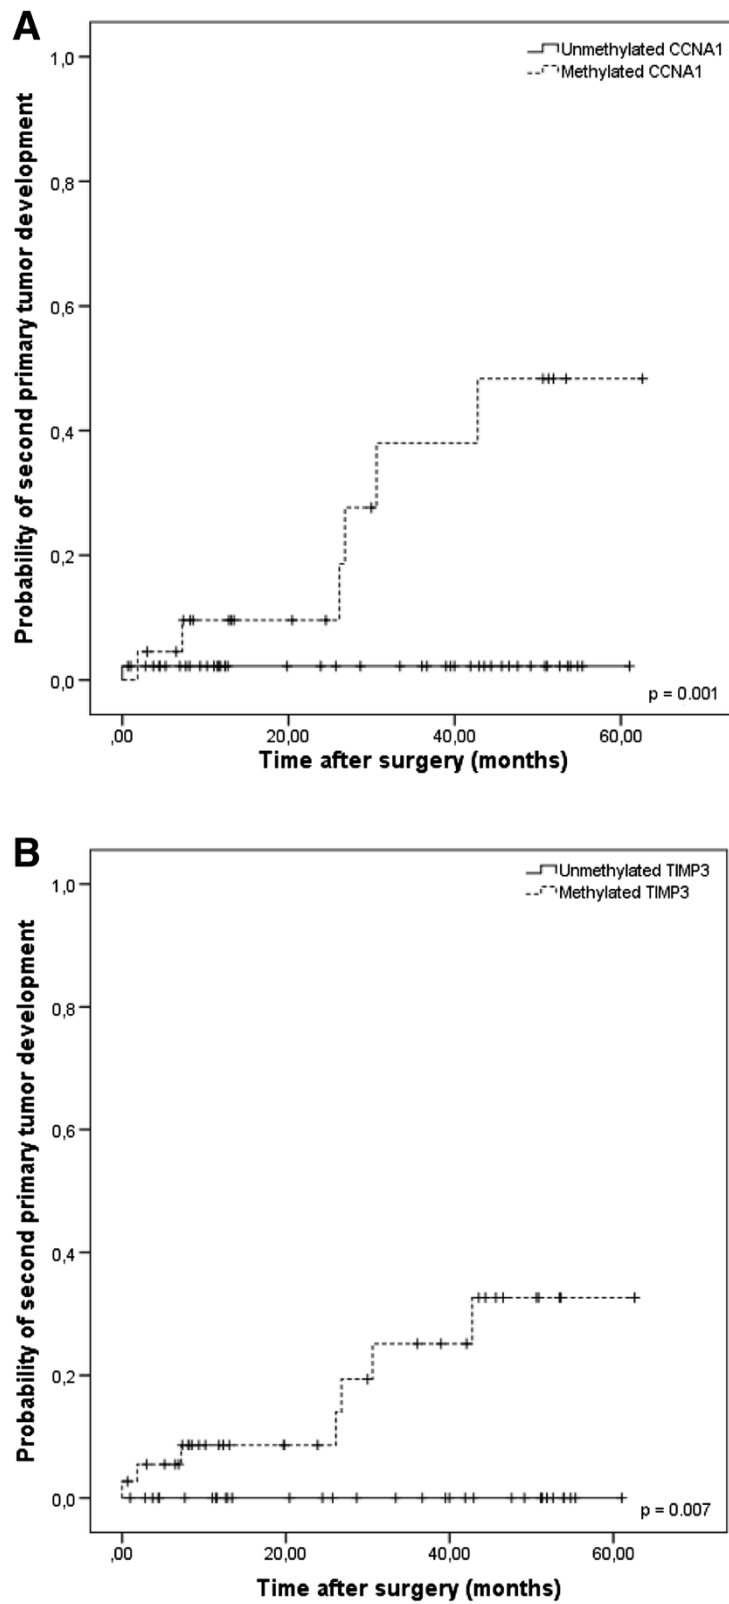 A
Unmethylated CCNA1
Methylated CCNA1
Probability of second primary tumor development
1,0
0,8
0,6
0,4
0,2
0,0
p = 0.001
,00
20,00
40,00
60,00
Time after surgery (months)
B
Unmethylated TIMP3
Methylated TIMP3
Probability of second primary tumor development
1,0
0,8
0,6
0,4
0,2
0,0
p = 0.007
,00
20,00
40,00
60,00
Time after surgery (months)